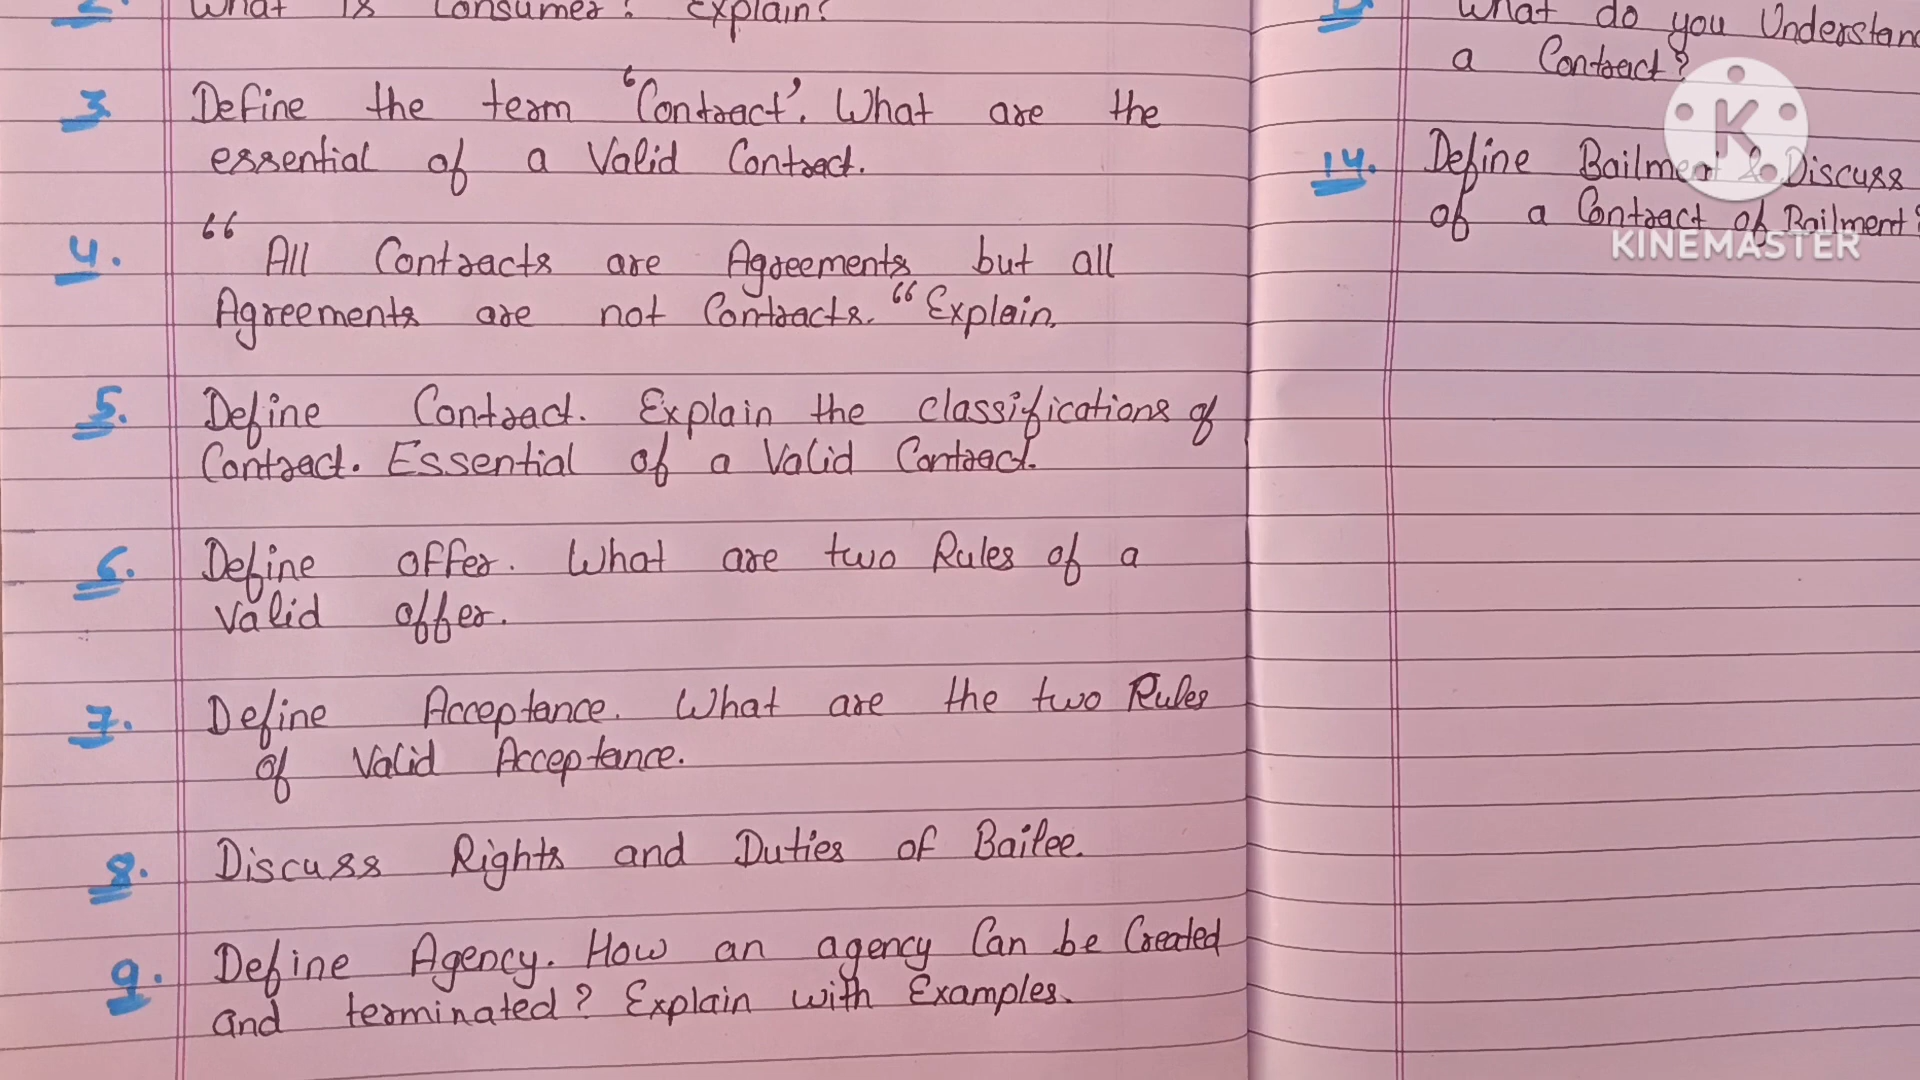 What is Consumer? Explain?
3. Define the term 'Contract'. What are the
essential of a Valid Contract.
4. "All Contracts are Agreements but all
Agreements are not Contracts." Explain.
5. Define Contract. Explain the classifications of
Contract. Essential of a Valid Contract.
6. Define offer. What are two Rules of a
Valid offer.
7. Define Acceptance. What are the two Rules
of Valid Acceptance.
8. Discuss Rights and Duties of Bailee.
9. Define Agency. How an agency Can be Created
and terminated? Explain with Examples.
What do you Understand
a Contract?
14. Define Bailment & Discuss
of a Contract of Bailment?
K
KINEMASTER